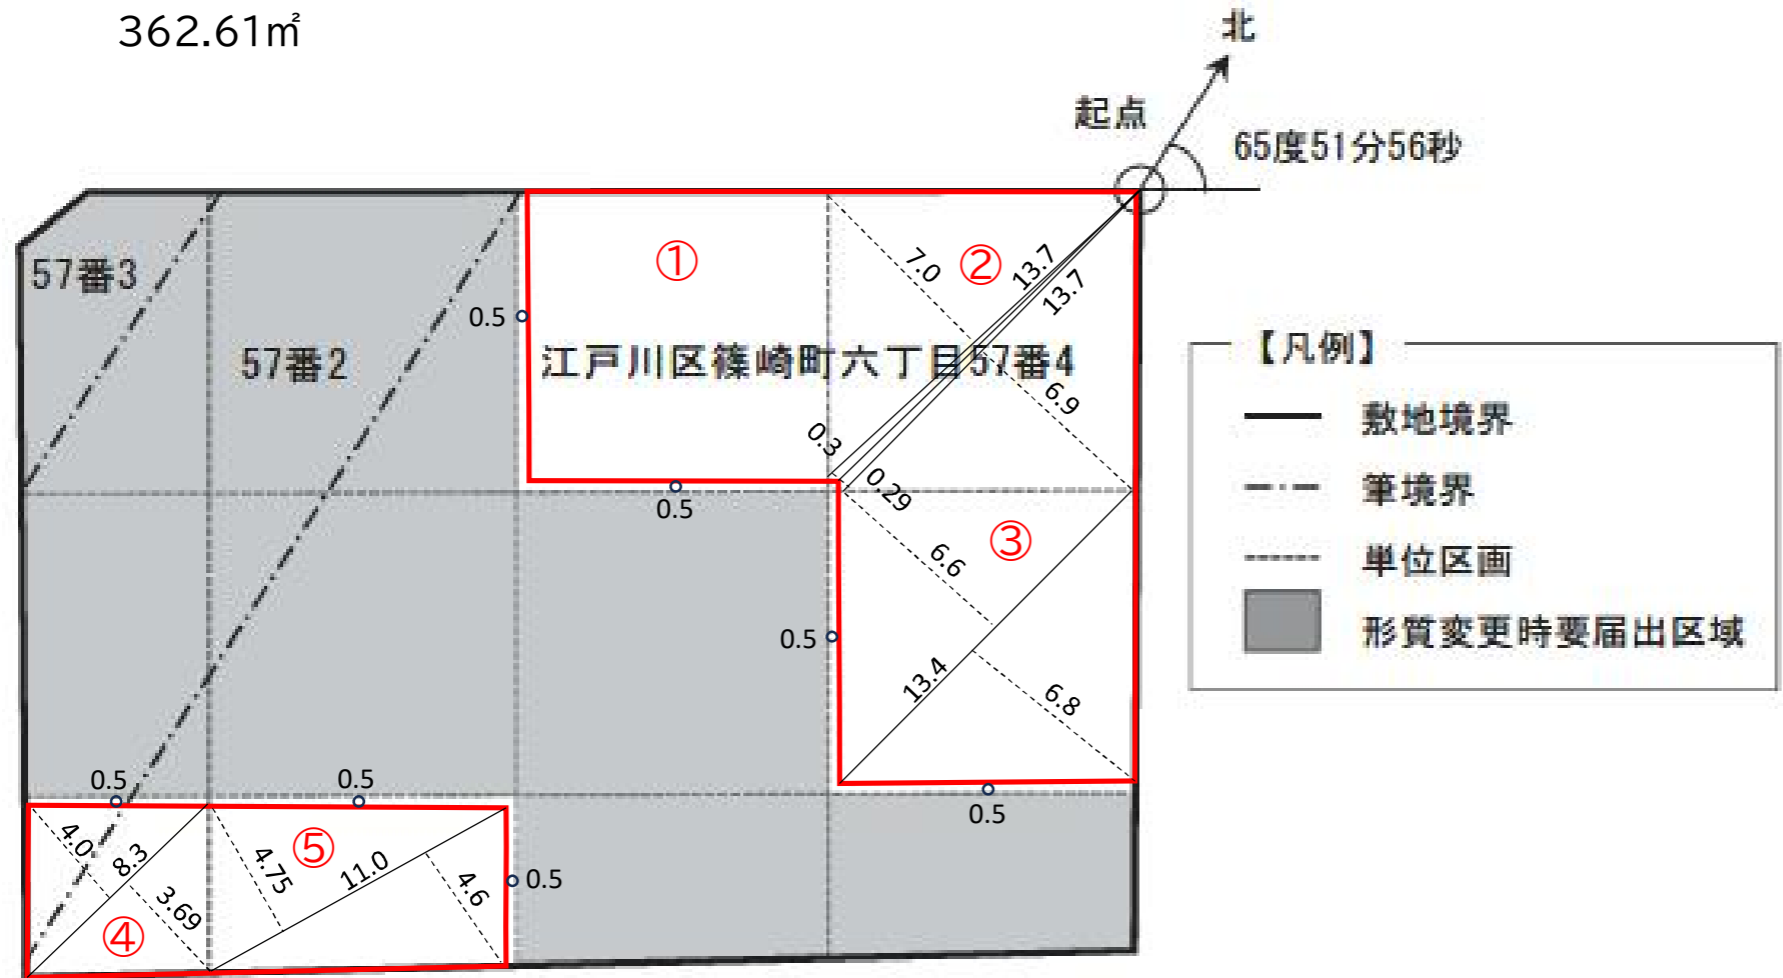 362.61㎡
北
起点
65度51分56秒
57番3
57番2
江戸川区篠崎町六丁目57番4
①
②
7.0
13.7
13.7
6.9
0.5
0.3
0.29
0.5
③
6.6
13.4
6.8
0.5
0.5
0.5
0.5
4.0
8.3
3.69
④
⑤
4.75
11.0
4.6
0.5
【凡例】
敷地境界
筆境界
単位区画
形質変更時要届出区域